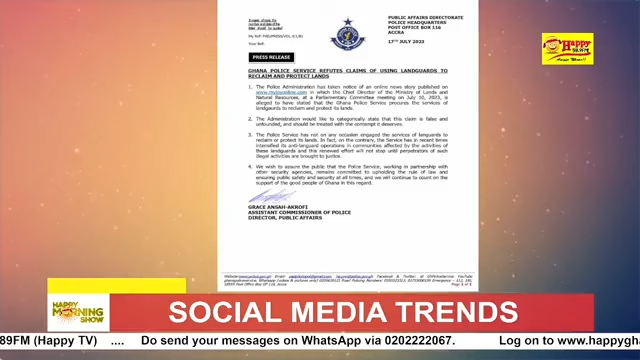 PUBLIC AFFAIRS DIRECTORATE
POLICE HEADQUARTERS
POST OFFICE BOX 116
ACCRA
17TH JULY 2023
Your Ref:
PRESS RELEASE
GHANA POLICE SERVICE REFUTES CLAIMS OF USING LANDGUARDS TO
RECLAIM AND PROTECT LANDS
1. The Police Administration has taken notice of an online news story published on
www.myjoyonline.com in which the Chief Director of the Ministry of Lands and
Natural Resources, at a Parliamentary Committee meeting on July 10, 2023, is
alleged to have stated that the Ghana Police Service procures the services of
landguards to reclaim and protect its lands.
2. The Administration would like to categorically state that this claim is false and
unfounded, and should be treated with the contempt it deserves.
3. The Police Service has not on any occasion engaged the services of languards to
reclaim or protect its lands. In fact, on the contrary, the Service has in recent times
intensified its anti-landguard operations in communities affected by the activities of
these landguards and this renewed effort will not stop until perpetrators of such
illegal activities are brought to justice.
4. We wish to assure the public that the Police Service, working in partnership with
other security agencies, remains committed to upholding the rule of law and
ensuring public safety and security at all times, and we will continue to count on the
support of the good people of Ghana in this regard.
GRACE ANSAH-AKROFI
ASSISTANT COMMISSIONER OF POLICE
DIRECTOR, PUBLIC AFFAIRS
Happy
98.9FM
HAPPY
MORNING
SHOW
SOCIAL MEDIA TRENDS
89FM (Happy TV) .... Do send your messages on WhatsApp via 0202222067. Log on to www.happygh